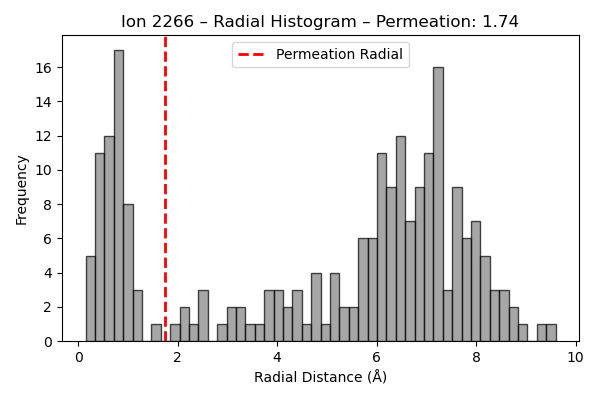 Ion 2266 – Radial Histogram – Permeation: 1.74
Permeation Radial
Frequency
16
14
12
10
8
6
4
2
0
0 2 4 6 8 10
Radial Distance (Å)